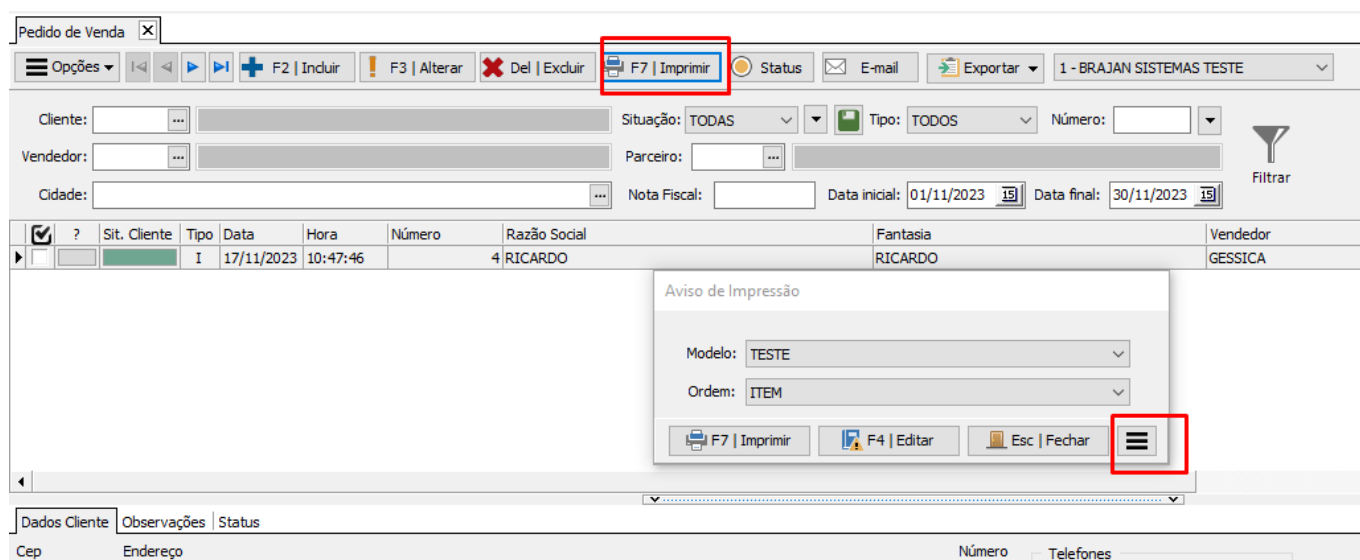 Pedido de Venda
Opções F2 | Incluir F3 | Alterar Del | Excluir F7 | Imprimir Status E-mail Exportar 1 - BRAJAN SISTEMAS TESTE
Cliente: Situação: TODAS Tipo: TODOS Número:
Vendedor: Parceiro:
Filtrar
Cidade: Nota Fiscal: Data inicial: 01/11/2023 15 Data final: 30/11/2023 15
? Sit. Cliente Tipo Data Hora Número Razão Social Fantasia Vendedor
I 17/11/2023 10:47:46 4 RICARDO RICARDO GESSICA
Aviso de Impressão
Modelo: TESTE
Ordem: ITEM
F7 | Imprimir F4 | Editar Esc | Fechar
Dados Cliente Observações Status
Cep Endereço Número Telefones